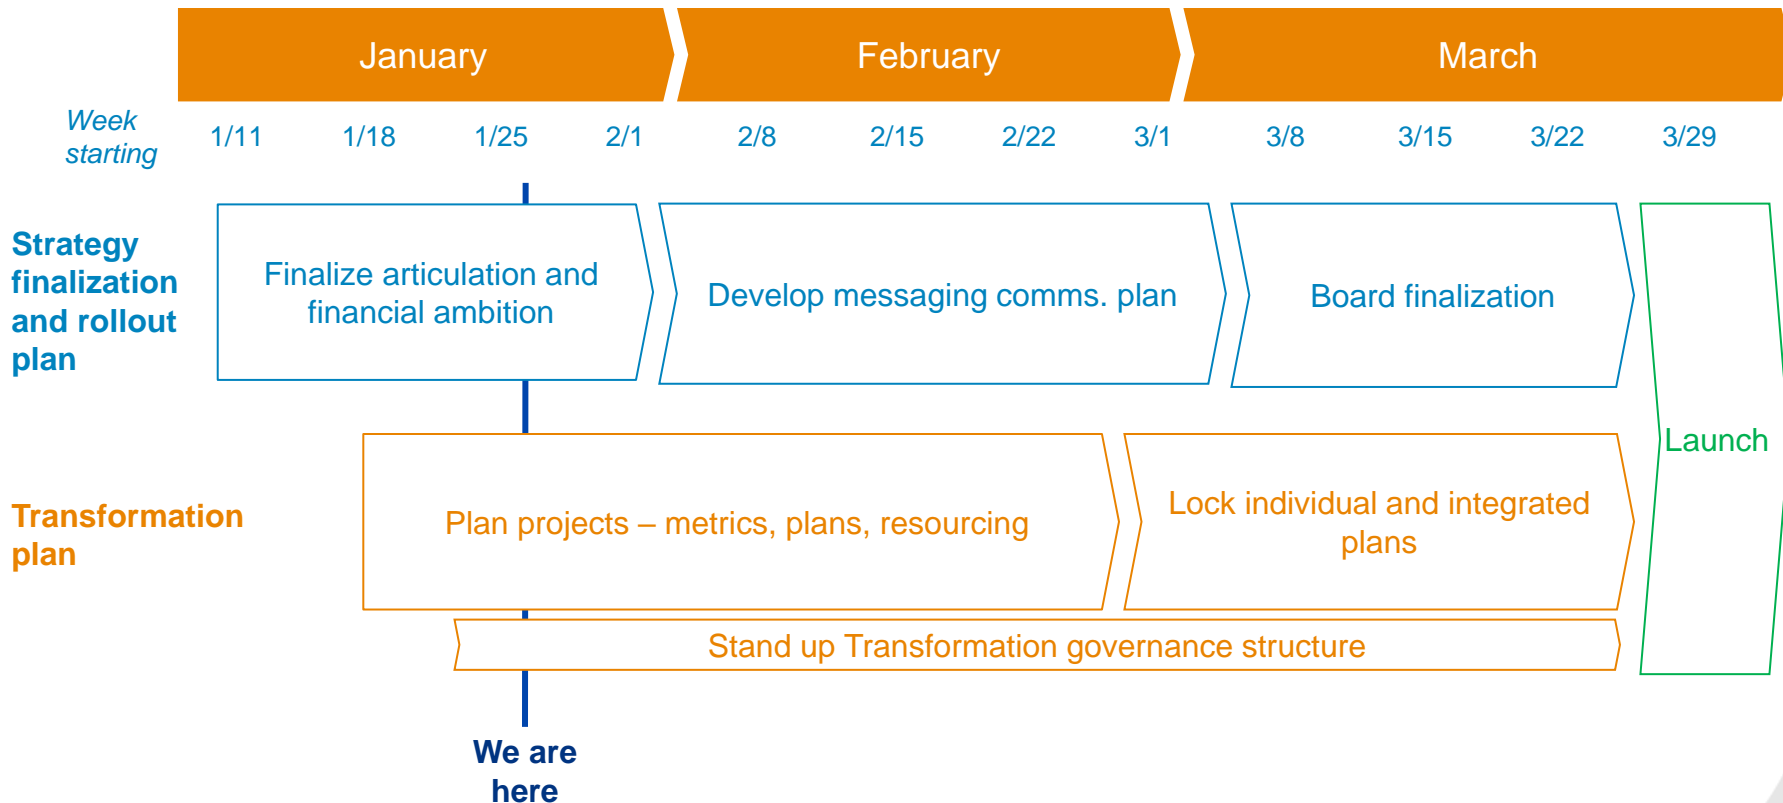 January
February
March
Week
starting
1/11
1/18
1/25
2/1
2/8
2/15
2/22
3/1
3/8
3/15
3/22
3/29
Strategy
finalization
and rollout
plan
Finalize articulation and
financial ambition
Develop messaging comms. plan
Board finalization
Launch
Transformation
plan
Plan projects – metrics, plans, resourcing
Lock individual and integrated
plans
Stand up Transformation governance structure
We are
here